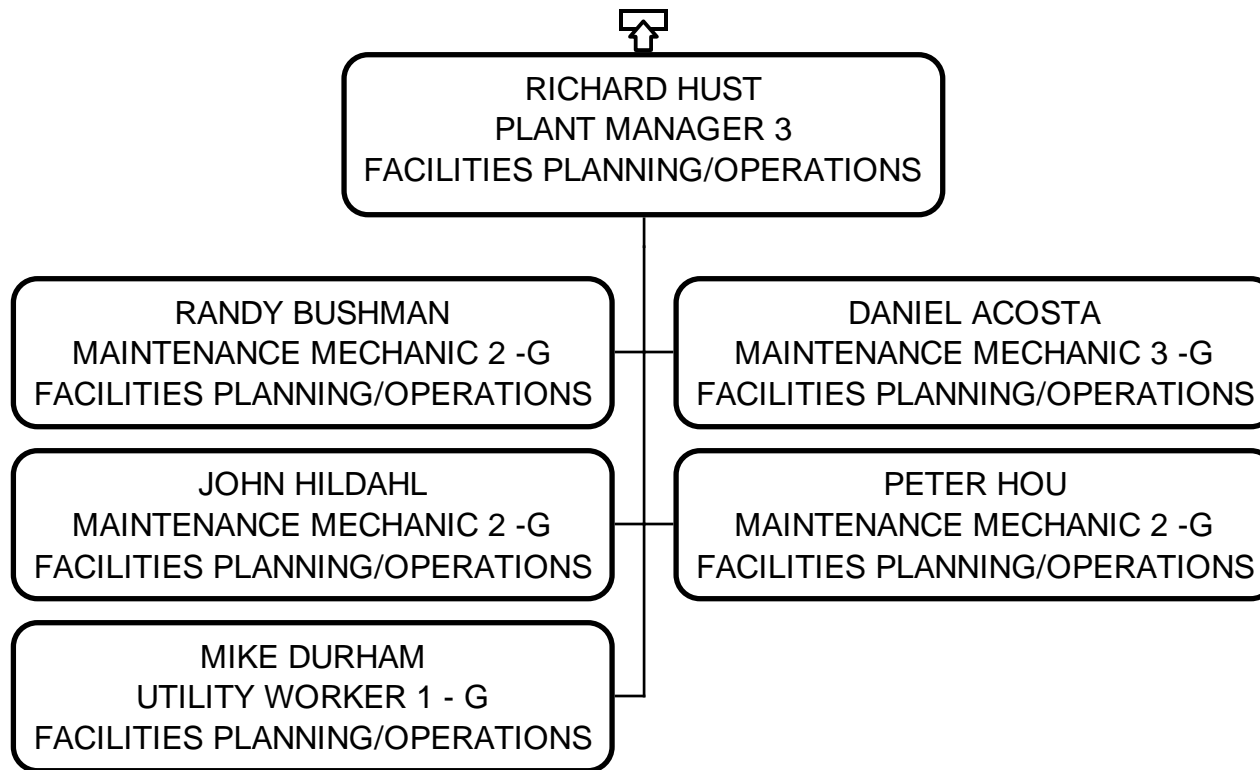 RICHARD HUST
PLANT MANAGER 3
FACILITIES PLANNING/OPERATIONS
RANDY BUSHMAN
MAINTENANCE MECHANIC 2 -G
FACILITIES PLANNING/OPERATIONS
DANIEL ACOSTA
MAINTENANCE MECHANIC 3 -G
FACILITIES PLANNING/OPERATIONS
JOHN HILDAHL
MAINTENANCE MECHANIC 2 -G
FACILITIES PLANNING/OPERATIONS
PETER HOU
MAINTENANCE MECHANIC 2 -G
FACILITIES PLANNING/OPERATIONS
MIKE DURHAM
UTILITY WORKER 1 - G
FACILITIES PLANNING/OPERATIONS